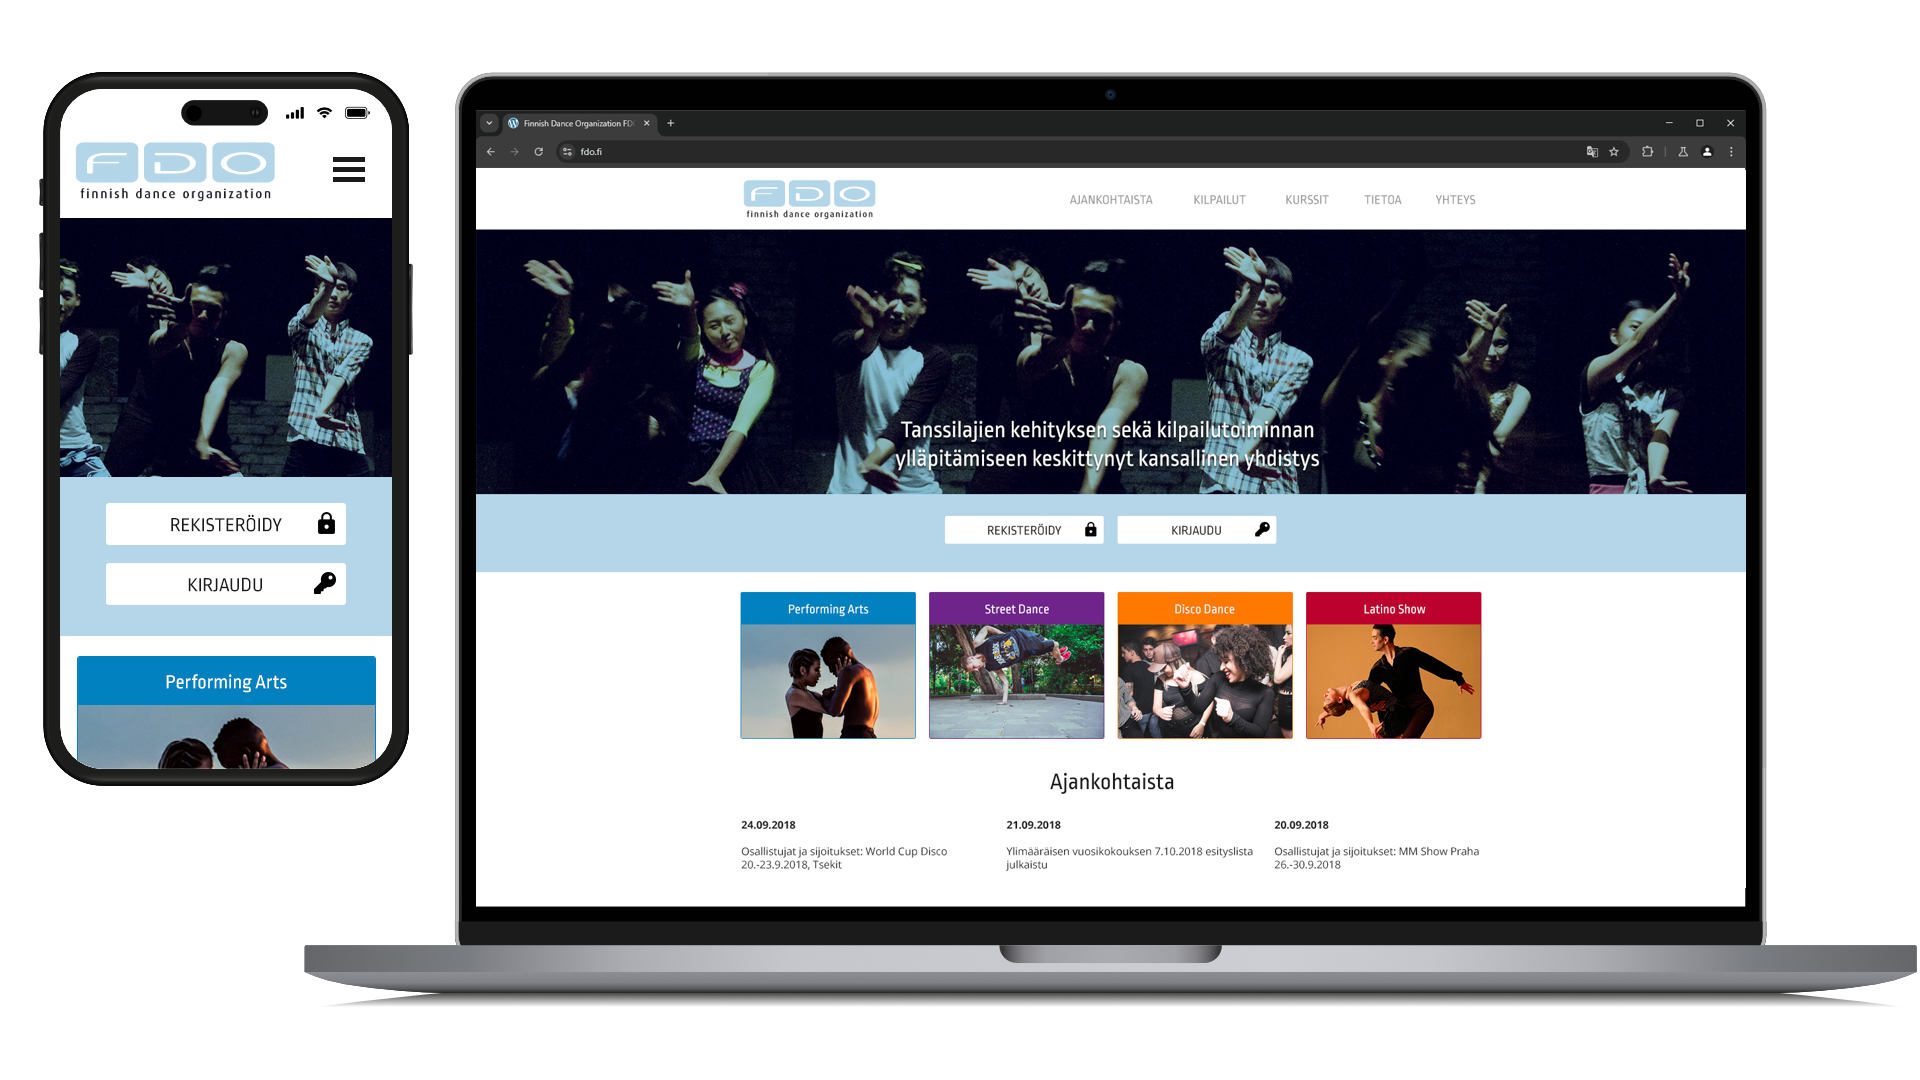 FDO
finnish dance organization
REKISTERÖIDY
KIRJAUDU
Performing Arts
Finnish Dance Organization FD
fdo.fi
FDO
finnish dance organization
AJANKOHTAISTA KILPAILUT KURSSIT TIETOA YHTEYS
Tanssilajien kehityksen sekä kilpailutoiminnan
ylläpitämiseen keskittynyt kansallinen yhdistys
REKISTERÖIDY KIRJAUDU
Performing Arts Street Dance Disco Dance Latino Show
Ajankohtaista
24.09.2018
Osallistujat ja sijoitukset: World Cup Disco
20.-23.9.2018, Tsekit
21.09.2018
Ylimääräisen vuosikokouksen 7.10.2018 esityslista
julkaistu
20.09.2018
Osallistujat ja sijoitukset: MM Show Praha
26.-30.9.2018